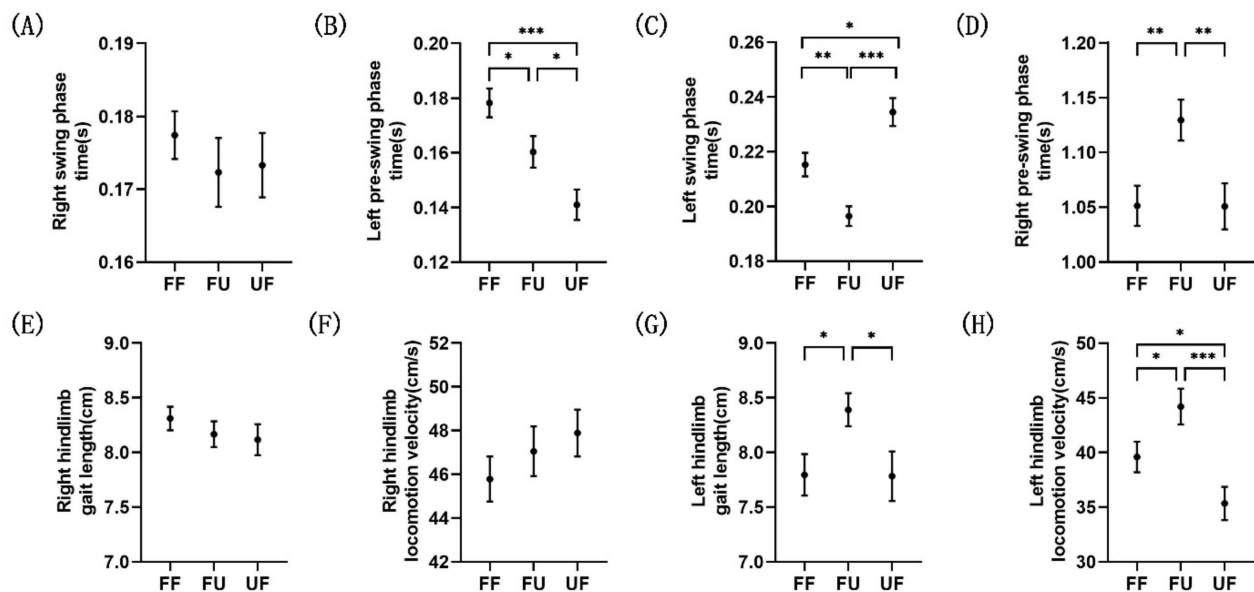 (A)
Right swing phase
time(s)
0.19
0.18
0.17
0.16
FF FU UF
(B)
Left pre-swing phase
time(s)
0.20
0.18
0.16
0.14
0.12
***
* *
FF FU UF
(C)
Left swing phase
time(s)
0.26
0.24
0.22
0.20
0.18
*
** ***
FF FU UF
(D)
Right pre-swing phase
time(s)
1.20
1.15
1.10
1.05
1.00
** **
FF FU UF
(E)
Right hindlimb
gait length(cm)
9.0
8.5
8.0
7.5
7.0
FF FU UF
(F)
Right hindlimb
locomotion velocity(cm/s)
52
50
48
46
44
42
FF FU UF
(G)
Left hindlimb
gait length(cm)
9.0
8.5
8.0
7.5
7.0
* *
FF FU UF
(H)
Left hindlimb
locomotion velocity(cm/s)
50
45
40
35
30
*
* ***
FF FU UF